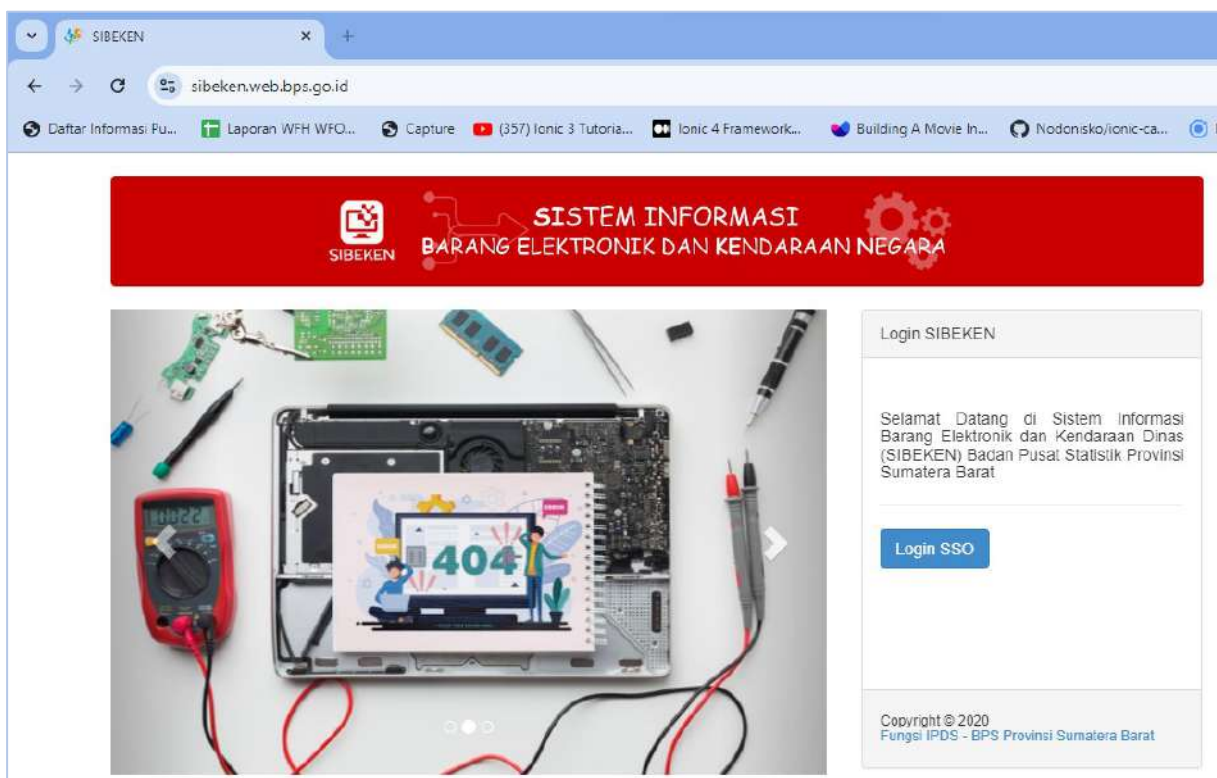 SIBEKEN
sibeken.web.bps.go.id
Daftar Informasi Pu...
Laporan WFH WFO...
Capture
(357) Ionic 3 Tutoria...
Ionic 4 Framework...
Building A Movie In...
Nodonisko/ionic-ca...
SIBEKEN
SISTEM INFORMASI
BARANG ELEKTRONIK DAN KENDARAAN NEGARA
404
Login SIBEKEN
Selamat Datang di Sistem Informasi
Barang Elektronik dan Kendaraan Dinas
(SIBEKEN) Badan Pusat Statistik Provinsi
Sumatera Barat
Login SSO
Copyright © 2020
Fungsi IPDS - BPS Provinsi Sumatera Barat